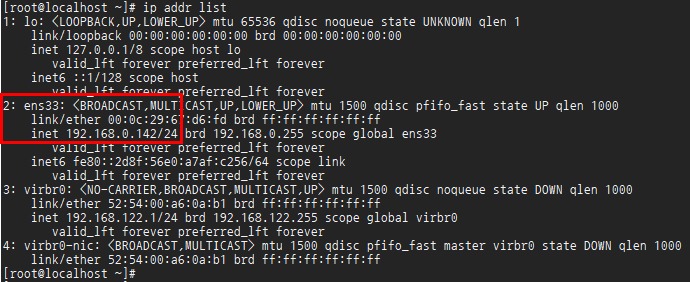 [root@localhost ~]# ip addr list
1: lo: <LOOPBACK,UP,LOWER_UP> mtu 65536 qdisc noqueue state UNKNOWN qlen 1
    link/loopback 00:00:00:00:00:00 brd 00:00:00:00:00:00
    inet 127.0.0.1/8 scope host lo
       valid_lft forever preferred_lft forever
    inet6 ::1/128 scope host
       valid_lft forever preferred_lft forever
2: ens33: <BROADCAST,MULTICAST,UP,LOWER_UP> mtu 1500 qdisc pfifo_fast state UP qlen 1000
    link/ether 00:0c:29:67:d6:fd brd ff:ff:ff:ff:ff:ff
    inet 192.168.0.142/24 brd 192.168.0.255 scope global ens33
       valid_lft forever preferred_lft forever
    inet6 fe80::2d8f:56e0:a7af:c256/64 scope link
       valid_lft forever preferred_lft forever
3: virbr0: <NO-CARRIER,BROADCAST,MULTICAST,UP> mtu 1500 qdisc noqueue state DOWN qlen 1000
    link/ether 52:54:00:a6:0a:b1 brd ff:ff:ff:ff:ff:ff
    inet 192.168.122.1/24 brd 192.168.122.255 scope global virbr0
       valid_lft forever preferred_lft forever
4: virbr0-nic: <BROADCAST,MULTICAST> mtu 1500 qdisc pfifo_fast master virbr0 state DOWN qlen 1000
    link/ether 52:54:00:a6:0a:b1 brd ff:ff:ff:ff:ff:ff
[root@localhost ~]#